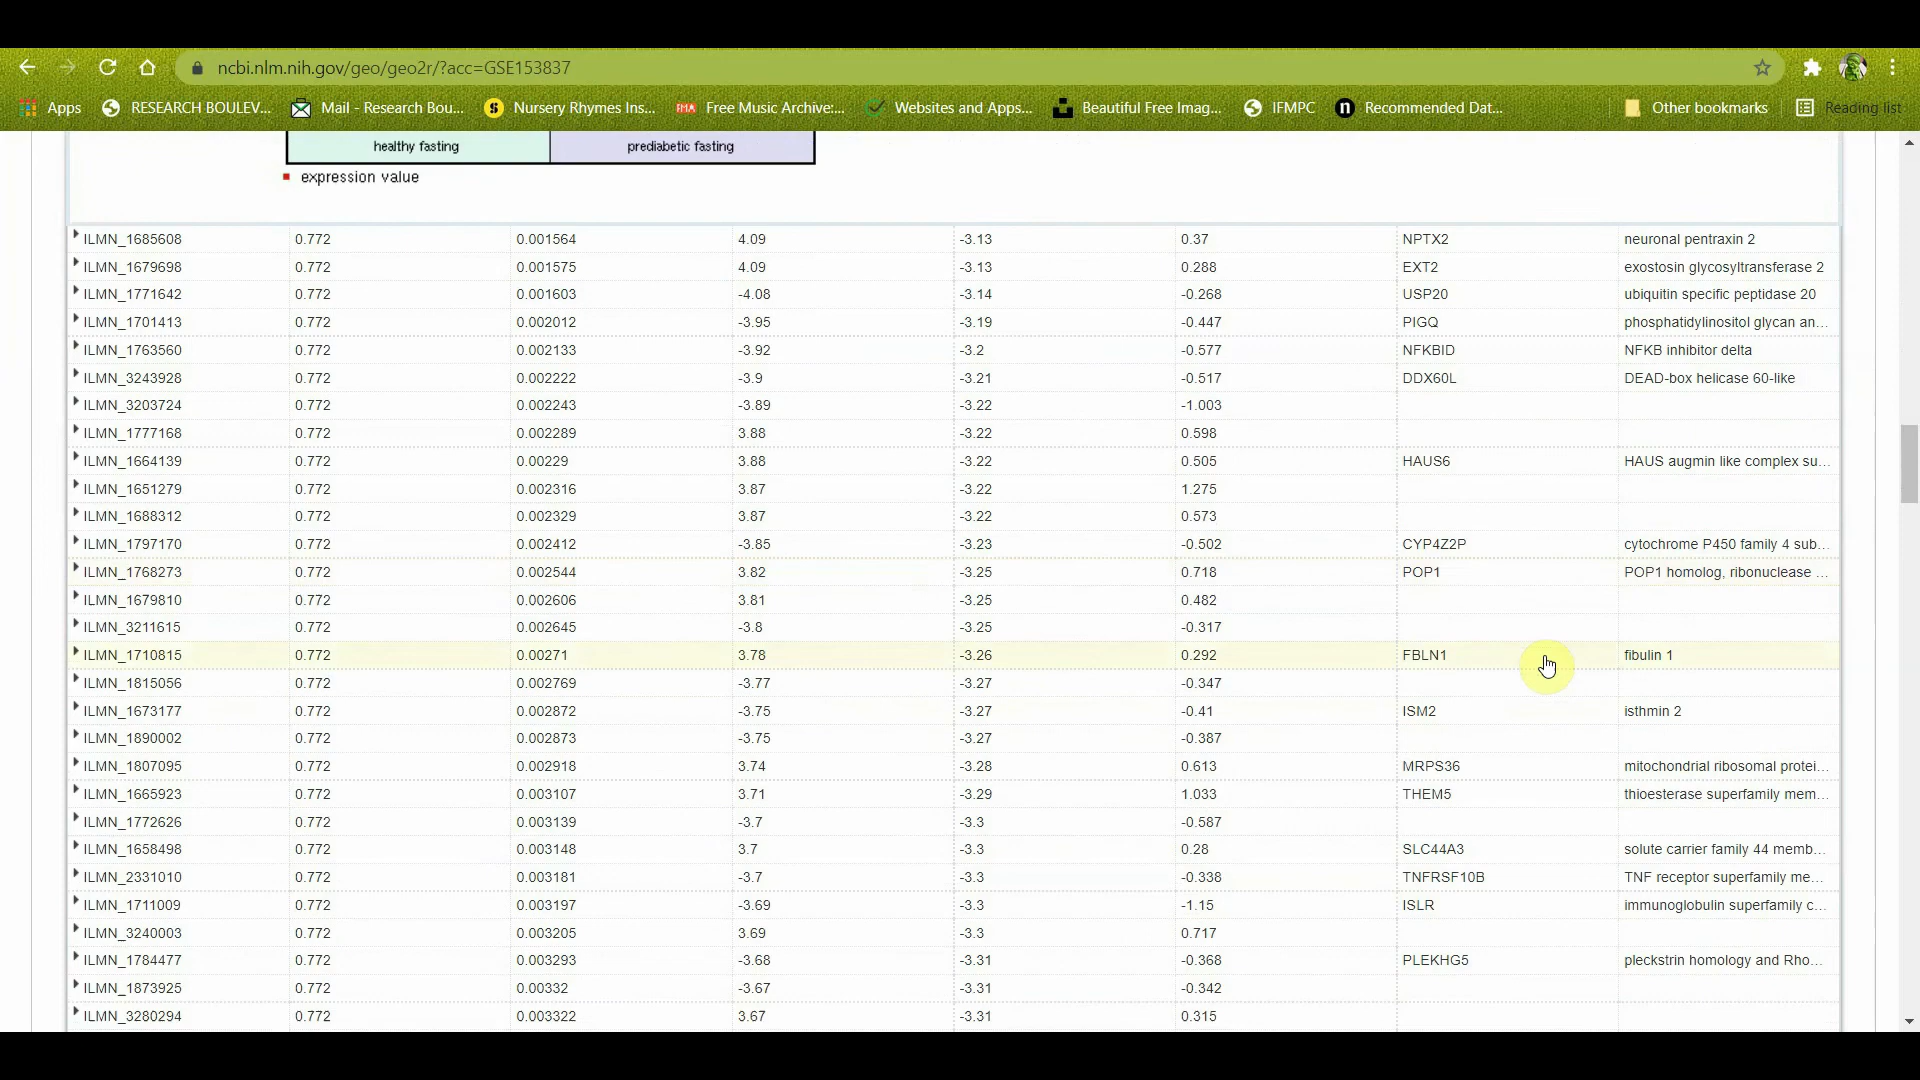 ncbi.nlm.nih.gov/geo/geo2r/?acc=GSE153837
Apps RESEARCH BOULEV... Mail - Research Bou... Nursery Rhymes Ins... FMA Free Music Archive:... Websites and Apps... Beautiful Free Imag... IFMPC Recommended Dat... Other bookmarks Reading list
healthy fasting prediabetic fasting
expression value
ILMN_1685608 0.772 0.001564 4.09 -3.13 0.37 NPTX2 neuronal pentraxin 2
ILMN_1679698 0.772 0.001575 4.09 -3.13 0.288 EXT2 exostosin glycosyltransferase 2
ILMN_1771642 0.772 0.001603 -4.08 -3.14 -0.268 USP20 ubiquitin specific peptidase 20
ILMN_1701413 0.772 0.002012 -3.95 -3.19 -0.447 PIGQ phosphatidylinositol glycan an...
ILMN_1763560 0.772 0.002133 -3.92 -3.2 -0.577 NFKBID NFKB inhibitor delta
ILMN_3243928 0.772 0.002222 -3.9 -3.21 -0.517 DDX60L DEAD-box helicase 60-like
ILMN_3203724 0.772 0.002243 -3.89 -3.22 -1.003
ILMN_1777168 0.772 0.002289 3.88 -3.22 0.598
ILMN_1664139 0.772 0.00229 3.88 -3.22 0.505 HAUS6 HAUS augmin like complex su...
ILMN_1651279 0.772 0.002316 3.87 -3.22 1.275
ILMN_1688312 0.772 0.002329 3.87 -3.22 0.573
ILMN_1797170 0.772 0.002412 -3.85 -3.23 -0.502 CYP4Z2P cytochrome P450 family 4 sub...
ILMN_1768273 0.772 0.002544 3.82 -3.25 0.718 POP1 POP1 homolog, ribonuclease ...
ILMN_1679810 0.772 0.002606 3.81 -3.25 0.482
ILMN_3211615 0.772 0.002645 -3.8 -3.25 -0.317
ILMN_1710815 0.772 0.00271 3.78 -3.26 0.292 FBLN1 fibulin 1
ILMN_1815056 0.772 0.002769 -3.77 -3.27 -0.347
ILMN_1673177 0.772 0.002872 -3.75 -3.27 -0.41 ISM2 isthmin 2
ILMN_1890002 0.772 0.002873 -3.75 -3.27 -0.387
ILMN_1807095 0.772 0.002918 3.74 -3.28 0.613 MRPS36 mitochondrial ribosomal protei...
ILMN_1665923 0.772 0.003107 3.71 -3.29 1.033 THEM5 thioesterase superfamily mem...
ILMN_1772626 0.772 0.003139 -3.7 -3.3 -0.587
ILMN_1658498 0.772 0.003148 3.7 -3.3 0.28 SLC44A3 solute carrier family 44 memb...
ILMN_2331010 0.772 0.003181 -3.7 -3.3 -0.338 TNFRSF10B TNF receptor superfamily me...
ILMN_1711009 0.772 0.003197 -3.69 -3.3 -1.15 ISLR immunoglobulin superfamily c...
ILMN_3240003 0.772 0.003205 3.69 -3.3 0.717
ILMN_1784477 0.772 0.003293 -3.68 -3.31 -0.368 PLEKHG5 pleckstrin homology and Rho...
ILMN_1873925 0.772 0.00332 -3.67 -3.31 -0.342
ILMN_3280294 0.772 0.003322 3.67 -3.31 0.315